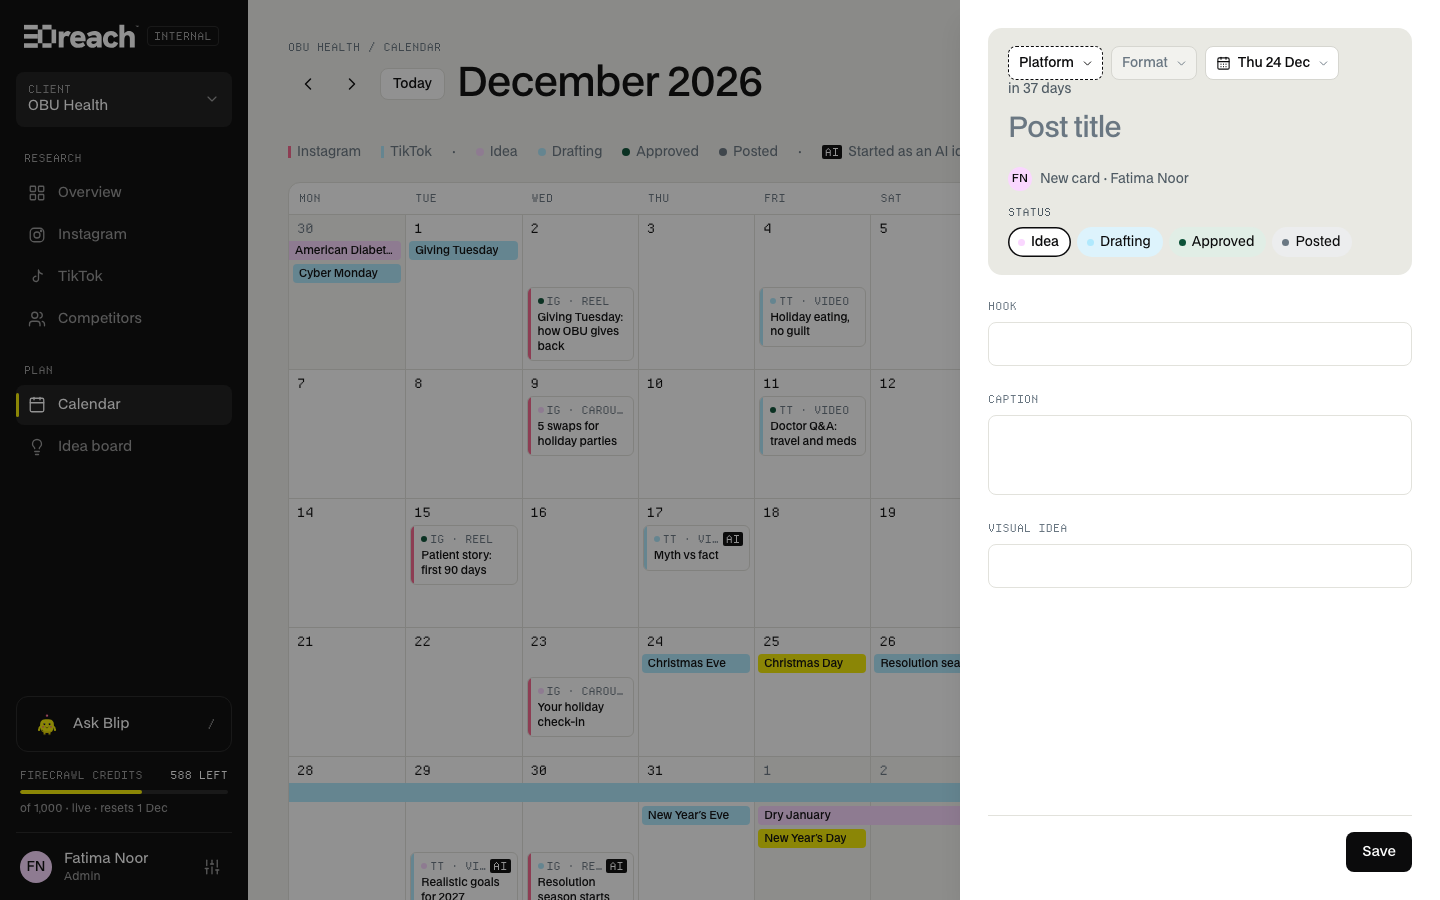 reach
INTERNAL
CLIENT
OBU Health
RESEARCH
Overview
Instagram
TikTok
Competitors
PLAN
Calendar
Idea board
Ask Blip
/
FIRECRAWL CREDITS
588 LEFT
of 1,000 · live · resets 1 Dec
FN
Fatima Noor
Admin
OBU HEALTH / CALENDAR
Today
December 2026
Instagram
TikTok
·
Idea
Drafting
Approved
Posted
·
AI
Started as an AI
MON
TUE
WED
THU
FRI
SAT
30
1
2
3
4
5
American Diabet…
Giving Tuesday
Cyber Monday
IG · REEL
Giving Tuesday:
how OBU gives
back
TT · VIDEO
Holiday eating,
no guilt
7
8
9
10
11
12
IG · CAROU…
5 swaps for
holiday parties
TT · VIDEO
Doctor Q&A:
travel and meds
14
15
16
17
18
19
IG · REEL
Patient story:
first 90 days
TT · VI…
AI
Myth vs fact
21
22
23
24
25
26
Christmas Eve
Christmas Day
Resolution sea
IG · CAROU…
Your holiday
check-in
28
29
30
31
1
2
New Year's Eve
Dry January
New Year's Day
TT · VI…
AI
Realistic goals
for 2027
IG · RE…
AI
Resolution
season starts
Platform
Format
Thu 24 Dec
in 37 days
Post title
FN
New card · Fatima Noor
STATUS
Idea
Drafting
Approved
Posted
HOOK
CAPTION
VISUAL IDEA
Save